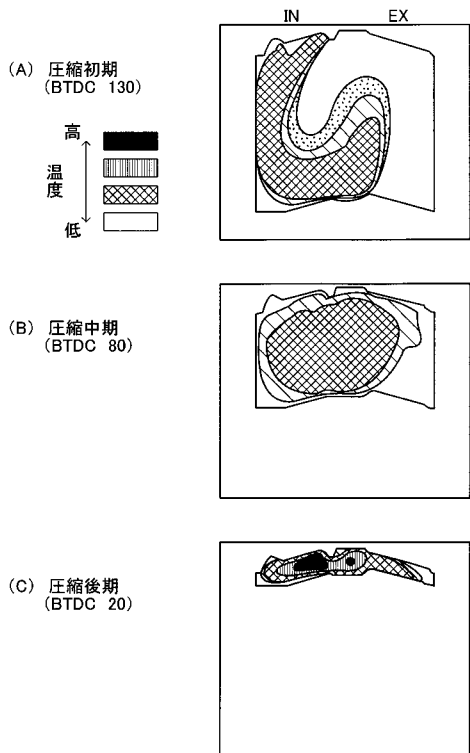 IN EX
(A) 圧縮初期
(BTDC 130)
高
温度
低
(B) 圧縮中期
(BTDC 80)
(C) 圧縮後期
(BTDC 20)